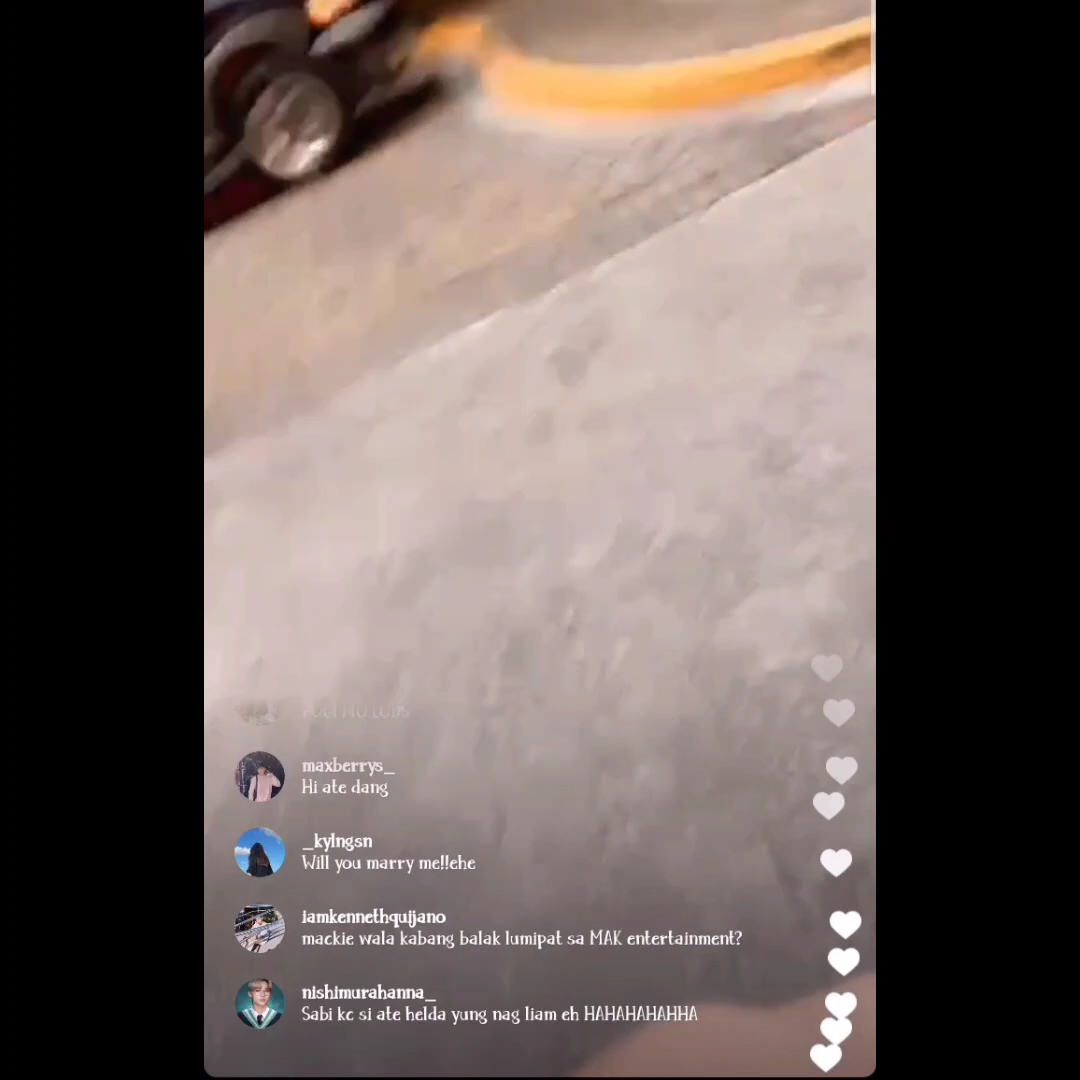 maxberrys_
Hi ate dang
_kylngsn
Will you marry me!!ehe
iamkennethquijano
mackie wala kabang balak lumipat sa MAK entertainment?
nishimurahanna_
Sabi kc si ate helda yung nag liam eh HAHAHAHAHHA